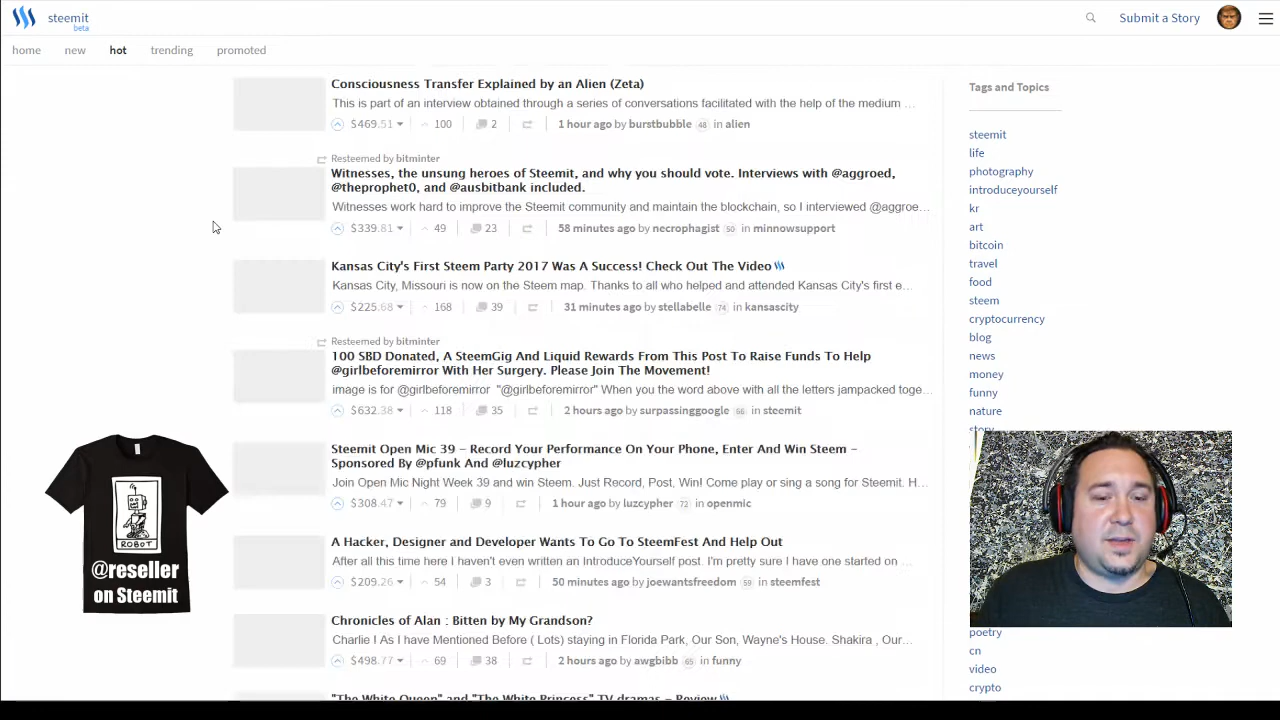 steemit
beta
Submit a Story
home new hot trending promoted
Consciousness Transfer Explained by an Alien (Zeta)
This is part of an interview obtained through a series of conversations facilitated with the help of the medium …
$469.51 100 2 1 hour ago by burstbubble 48 in alien
Resteemed by bitminter
Witnesses, the unsung heroes of Steemit, and why you should vote. Interviews with @aggroed,
@theprophet0, and @ausbitbank included.
Witnesses work hard to improve the Steemit community and maintain the blockchain, so I interviewed @aggroe…
$339.81 49 23 58 minutes ago by necrophagist 50 in minnowsupport
Kansas City's First Steem Party 2017 Was A Success! Check Out The Video
Kansas City, Missouri is now on the Steem map. Thanks to all who helped and attended Kansas City's first e…
$225.68 168 39 31 minutes ago by stellabelle 74 in kansascity
Resteemed by bitminter
100 SBD Donated, A SteemGig And Liquid Rewards From This Post To Raise Funds To Help
@girlbeforemirror With Her Surgery. Please Join The Movement!
image is for @girlbeforemirror "@girlbeforemirror" When you the word above with all the letters jampacked toge…
$632.38 118 35 2 hours ago by surpassinggoogle 66 in steemit
Steemit Open Mic 39 – Record Your Performance On Your Phone, Enter And Win Steem –
Sponsored By @pfunk And @luzcypher
Join Open Mic Night Week 39 and win Steem. Just Record, Post, Win! Come play or sing a song for Steemit. H…
$308.47 79 9 1 hour ago by luzcypher 72 in openmic
A Hacker, Designer and Developer Wants To Go To SteemFest And Help Out
After all this time here I haven't even written an IntroduceYourself post. I'm pretty sure I have one started on …
$209.26 54 3 50 minutes ago by joewantsfreedom 59 in steemfest
Chronicles of Alan : Bitten by My Grandson?
Charlie ! As I have Mentioned Before ( Lots) staying in Florida Park, Our Son, Wayne's House. Shakira , Our…
$498.77 69 38 2 hours ago by awgbibb 65 in funny
"The White Queen" and "The White Princess" TV dramas – Review
Tags and Topics
steemit
life
photography
introduceyourself
kr
art
bitcoin
travel
food
steem
cryptocurrency
blog
news
money
funny
nature
story
poetry
cn
video
crypto
ROBOT
@reseller
on Steemit